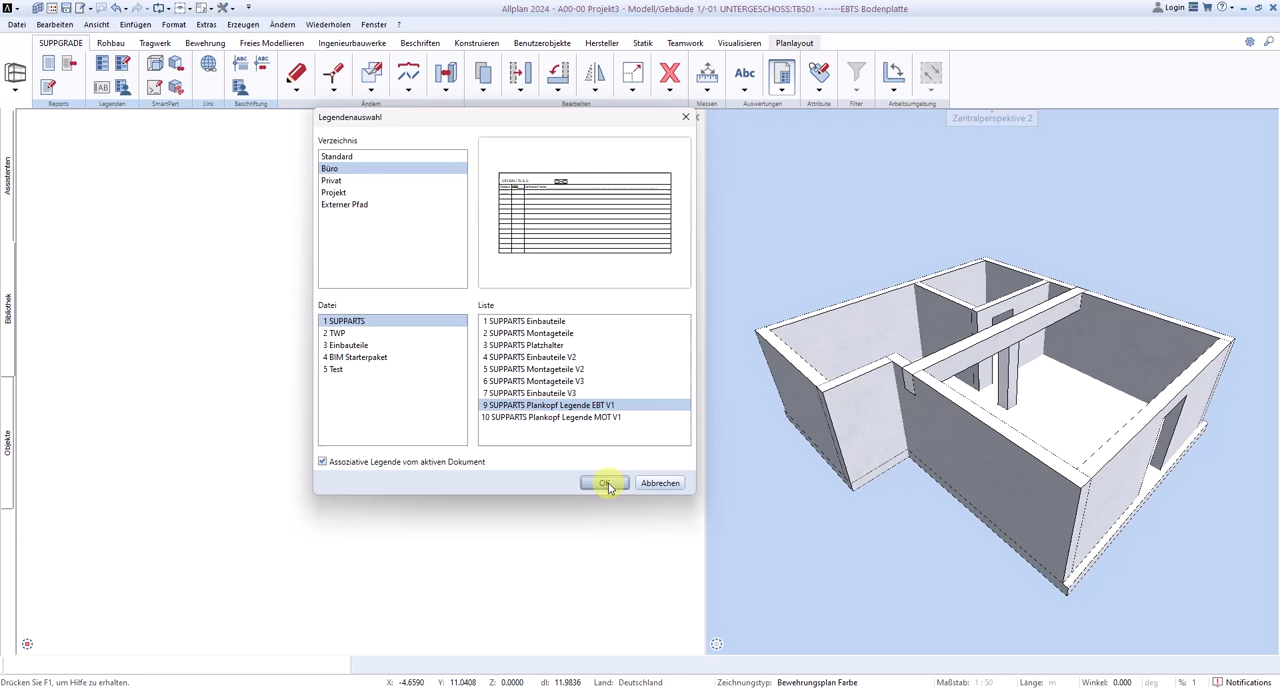 Allplan 2024 - A00-00 Projekt3 - Modell/Gebäude 1/-01 UNTERGESCHOSS:TB501 - -----EBTS Bodenplatte
Login
Datei Bearbeiten Ansicht Einfügen Format Extras Erzeugen Ändern Wiederholen Fenster ?
SUPPGRADE Rohbau Tragwerk Bewehrung Freies Modellieren Ingenieurbauwerke Beschriften Konstruieren Benutzeröbjekte Hersteller Statik Teamwork Visualisieren Planlayout
ABC ABC
Abc
AB
Reports Legenden SmartPart Link Beschriftung Ändern Bearbeiten Messen Auswertungen Attribute Filter Arbeitsumgebung
Legendenauswahl
Zentralperspektive:2
Verzeichnis
Standard
Büro
Privat
Projekt
Externer Pfad
Assistenten
Bibliothek
Objekte
Datei
1 SUPPARTS
2 TWP
3 Einbauteile
4 BIM Starterpaket
5 Test
Liste
1 SUPPARTS Einbauteile
2 SUPPARTS Montageteile
3 SUPPARTS Platzhalter
4 SUPPARTS Einbauteile V2
5 SUPPARTS Montageteile V2
6 SUPPARTS Montageteile V3
7 SUPPARTS Einbauteile V3
9 SUPPARTS Plankopf Legende EBT V1
10 SUPPARTS Plankopf Legende MOT V1
Assoziative Legende vom aktiven Dokument
OK Abbrechen
Drücken Sie F1, um Hilfe zu erhalten. X: -4.6590 Y: 11.0408 Z: 0.0000 dl: 11.9836 Land: Deutschland Zeichnungstyp: Bewehrungsplan Farbe Maßstab: 1 : 50 Länge: m Winkel: 0.000 deg %: 1 Notifications